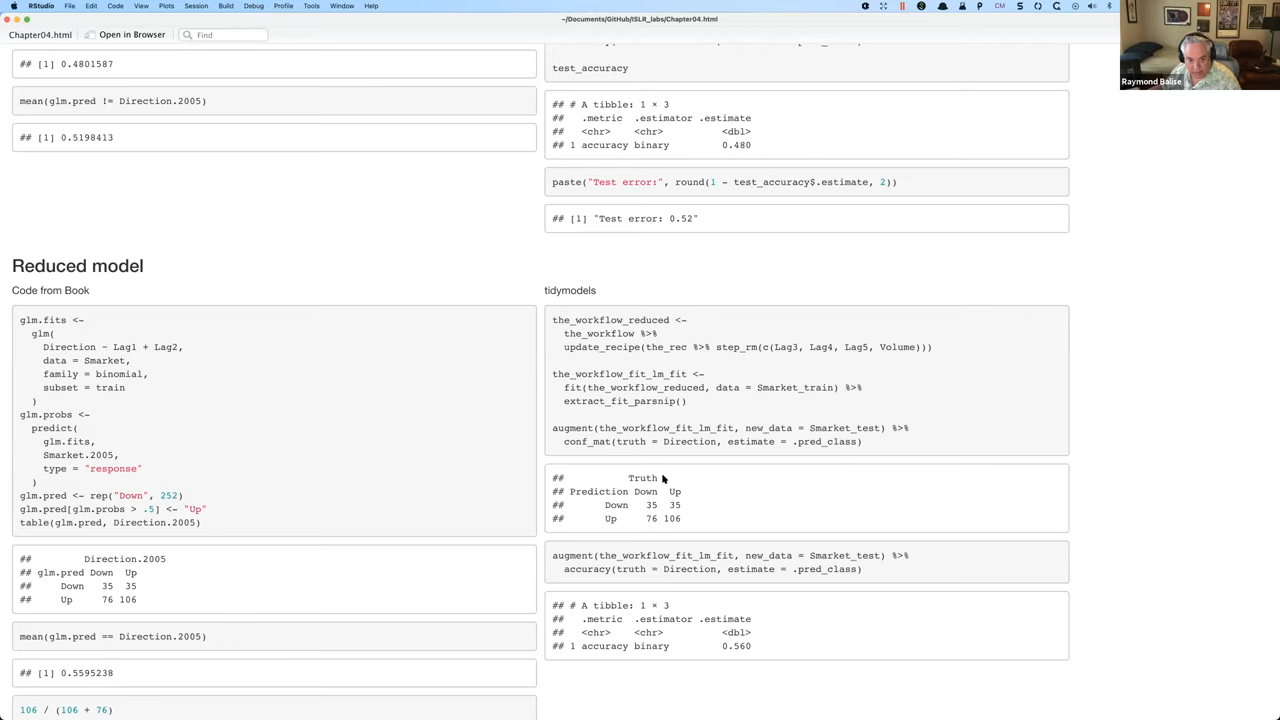 RStudio File Edit Code View Plots Session Build Debug Profile Tools Window Help
~/Documents/GitHub/ISLR_labs/Chapter04.html
Chapter04.html Open in Browser Find
Raymond Balise
## [1] 0.4801587
mean(glm.pred != Direction.2005)
## [1] 0.5198413
test_accuracy
## # A tibble: 1 × 3
## .metric .estimator .estimate
## <chr> <chr> <dbl>
## 1 accuracy binary 0.480
paste("Test error:", round(1 - test_accuracy$.estimate, 2))
## [1] "Test error: 0.52"
Reduced model
Code from Book
glm.fits <-
glm(
Direction ~ Lag1 + Lag2,
data = Smarket,
family = binomial,
subset = train
)
glm.probs <-
predict(
glm.fits,
Smarket.2005,
type = "response"
)
glm.pred <- rep("Down", 252)
glm.pred[glm.probs > .5] <- "Up"
table(glm.pred, Direction.2005)
## Direction.2005
## glm.pred Down Up
## Down 35 35
## Up 76 106
mean(glm.pred == Direction.2005)
## [1] 0.5595238
106 / (106 + 76)
tidymodels
the_workflow_reduced <-
the_workflow %>%
update_recipe(the_rec %>% step_rm(c(Lag3, Lag4, Lag5, Volume)))
the_workflow_fit_lm_fit <-
fit(the_workflow_reduced, data = Smarket_train) %>%
extract_fit_parsnip()
augment(the_workflow_fit_lm_fit, new_data = Smarket_test) %>%
conf_mat(truth = Direction, estimate = .pred_class)
## Truth
## Prediction Down Up
## Down 35 35
## Up 76 106
augment(the_workflow_fit_lm_fit, new_data = Smarket_test) %>%
accuracy(truth = Direction, estimate = .pred_class)
## # A tibble: 1 × 3
## .metric .estimator .estimate
## <chr> <chr> <dbl>
## 1 accuracy binary 0.560